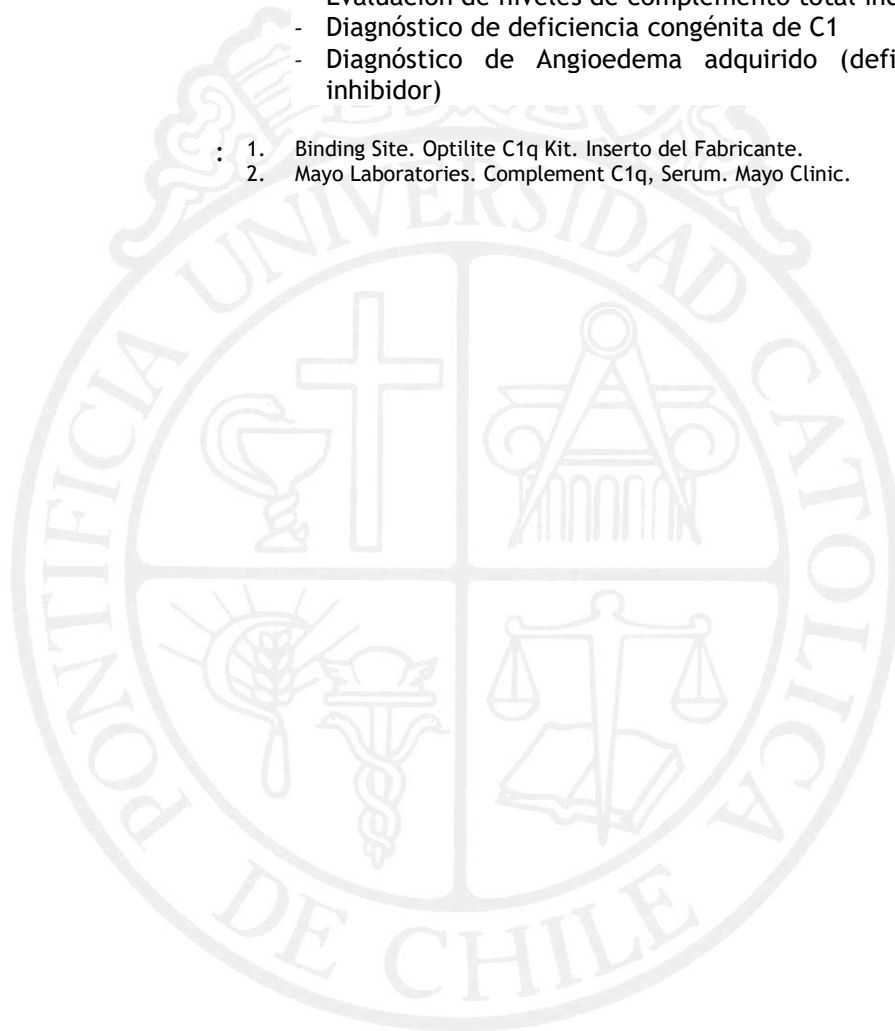 Evaluación de niveles de complemento total
- Diagnóstico de deficiencia congénita de C1
- Diagnóstico de Angioedema adquirido
inhibidor)
: 1. Binding Site. Optilite C1q Kit. Inserto del Fabricante.
2. Mayo Laboratories. Complement C1q, Serum. Mayo Clinic.
PONTIFICIA UNIVERSIDAD CATOLICA
DE CHILE